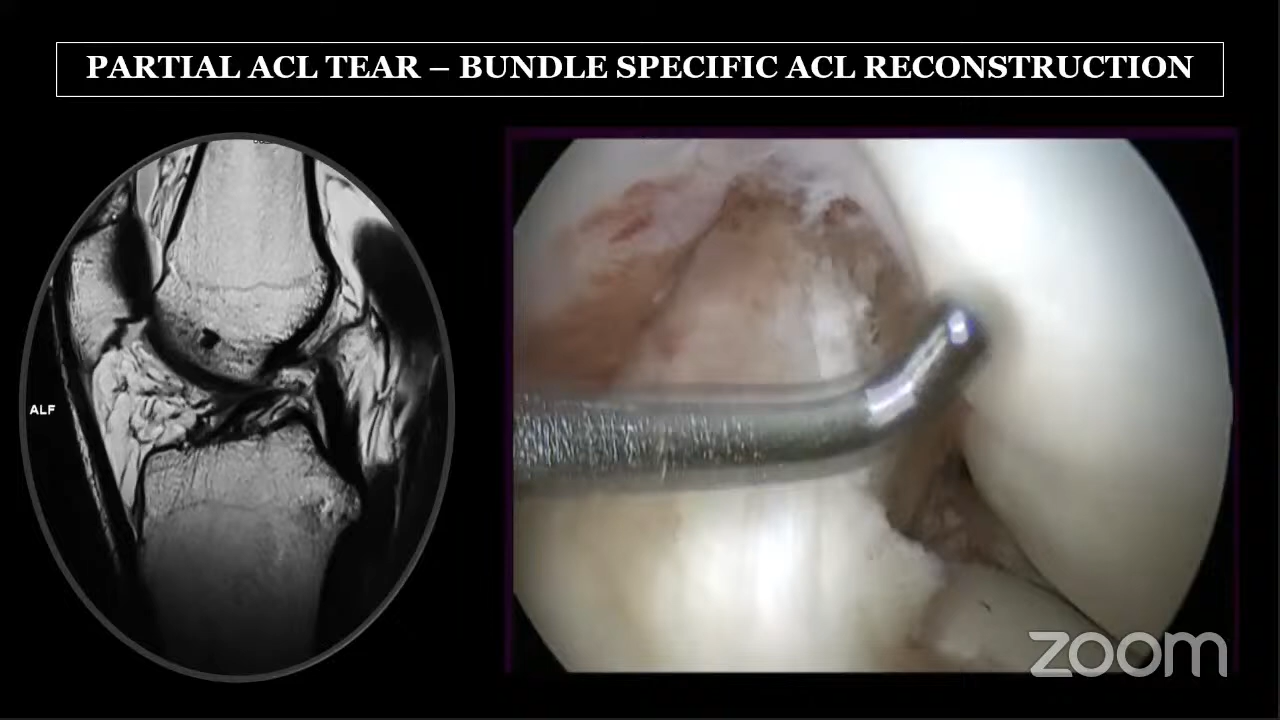 PARTIAL ACL TEAR – BUNDLE SPECIFIC ACL RECONSTRUCTION
ALF
zoom